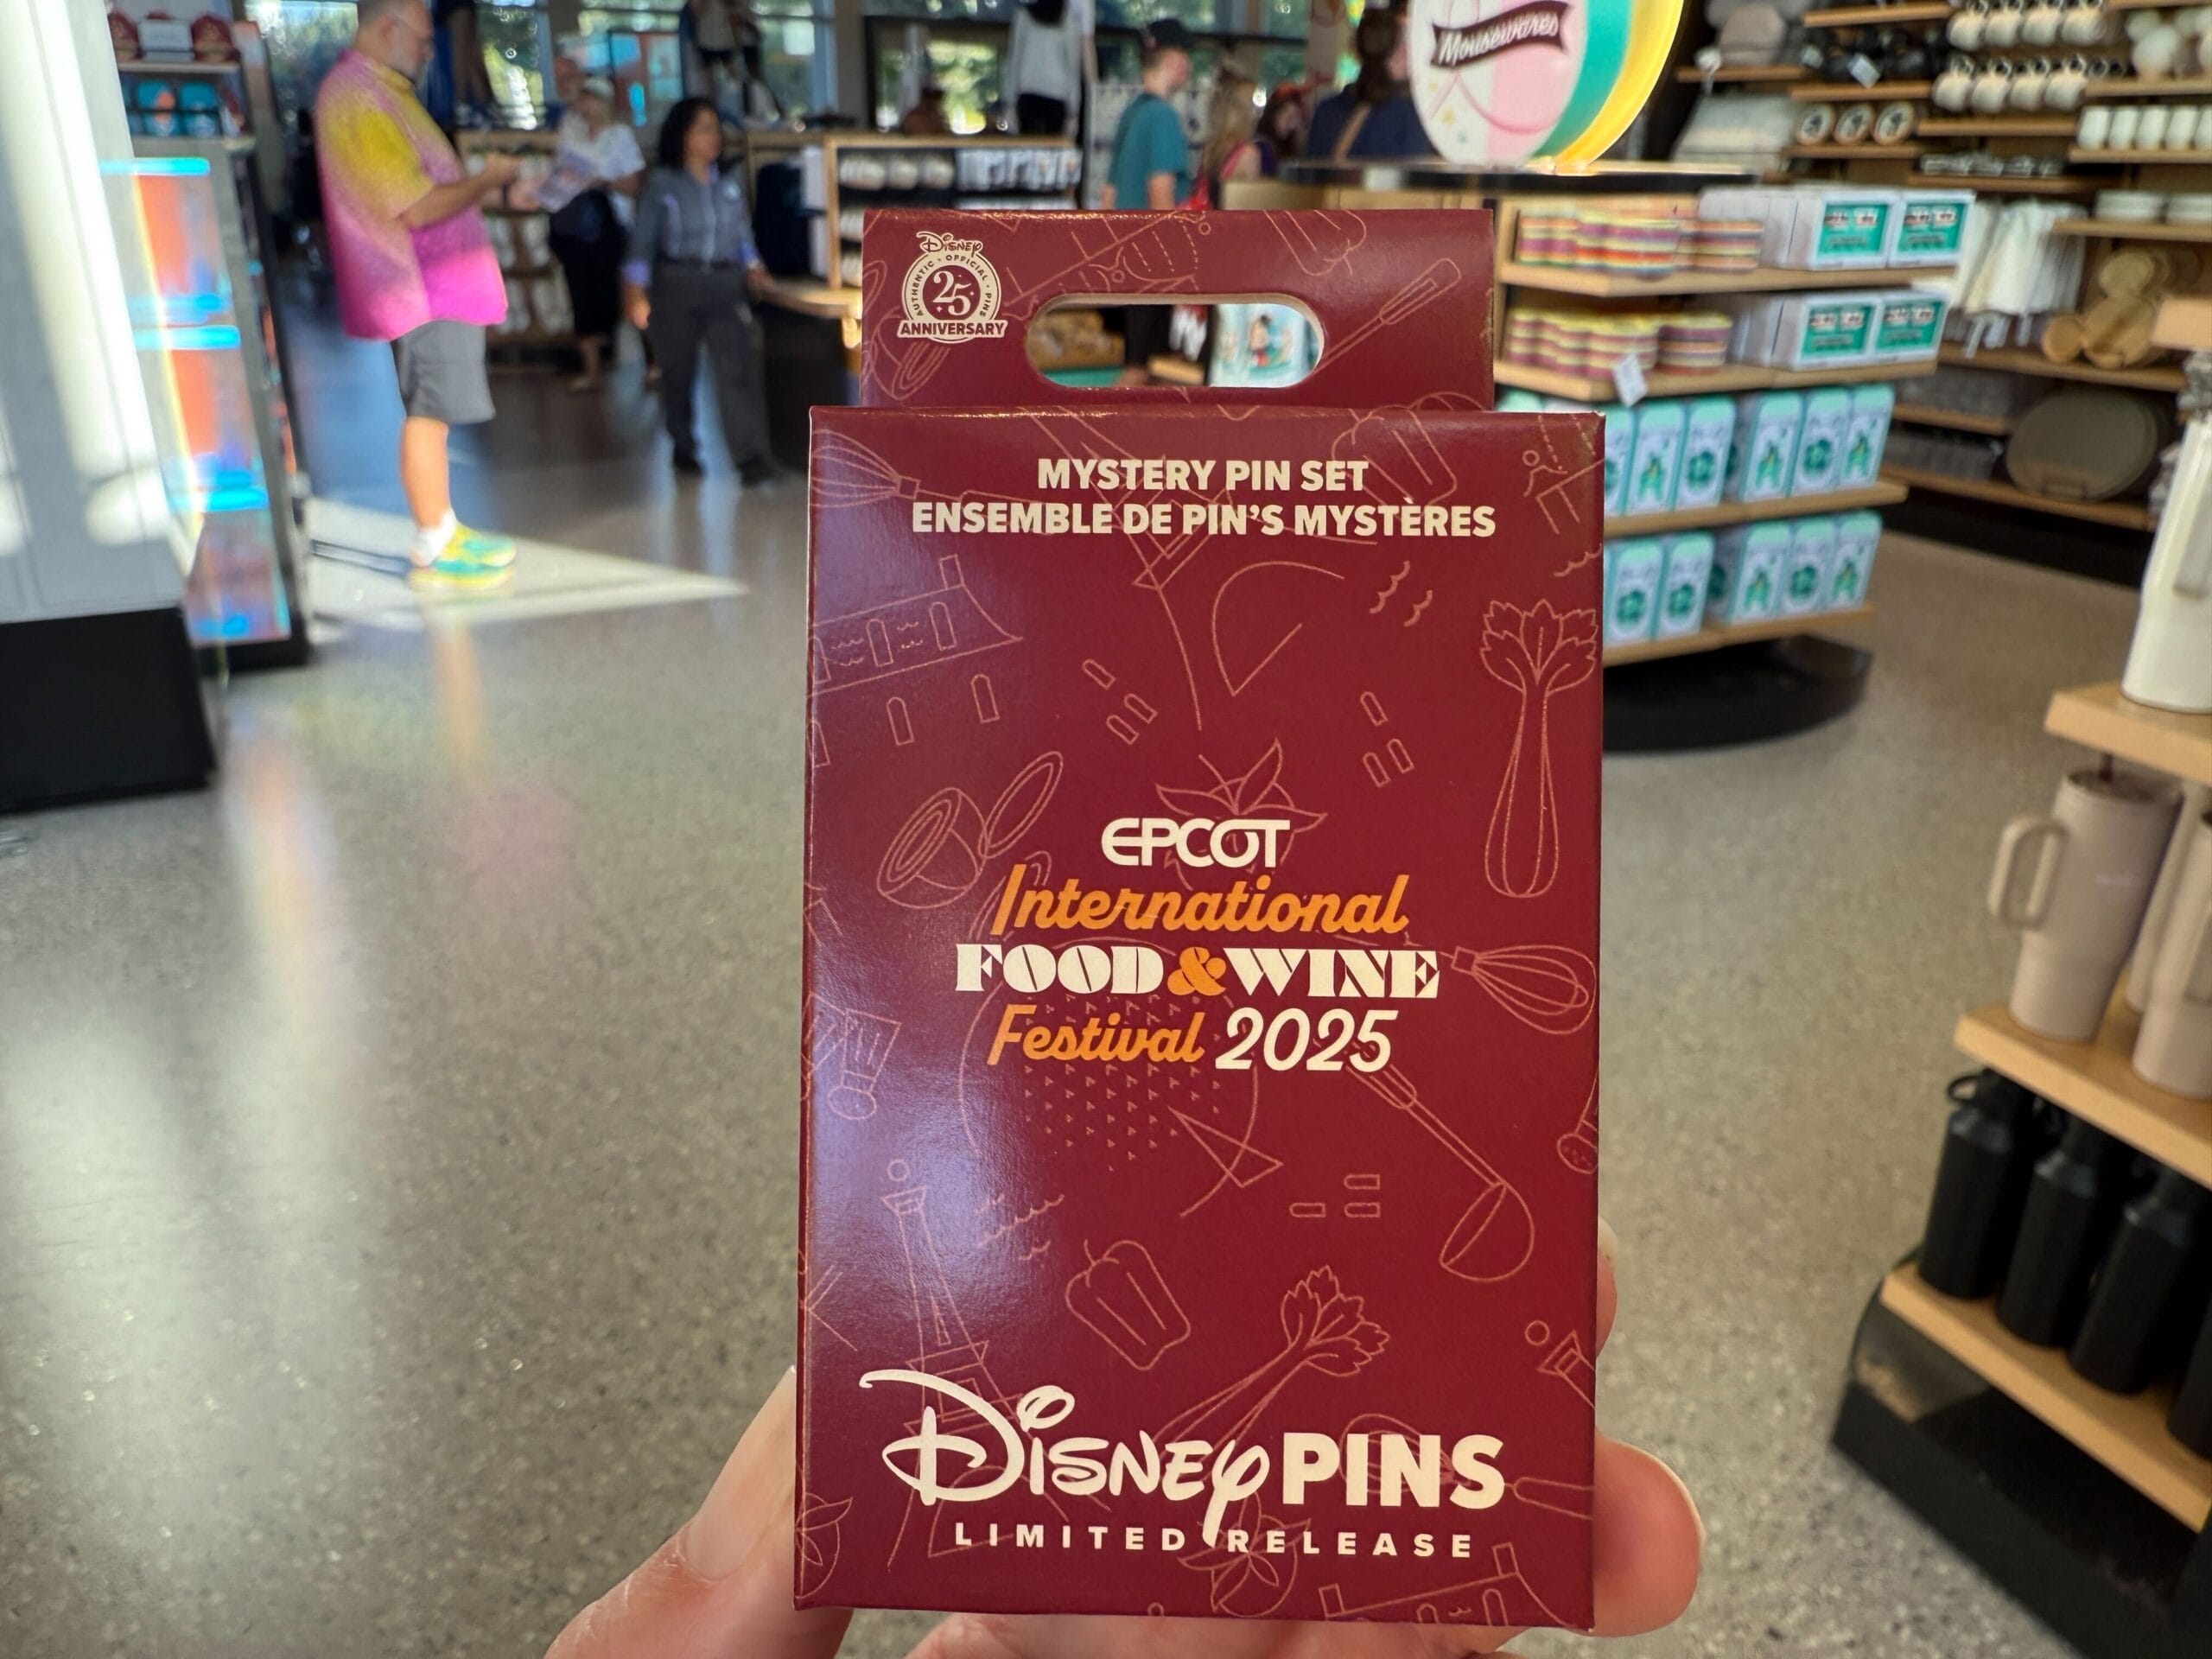 Mousewares
Disney
AUTHENTIC • OFFICIAL • PINS
25
ANNIVERSARY
MYSTERY PIN SET
ENSEMBLE DE PIN'S MYSTÈRES
EPCOT
International
FOOD & WINE
Festival 2025
Disney PINS
LIMITED RELEASE